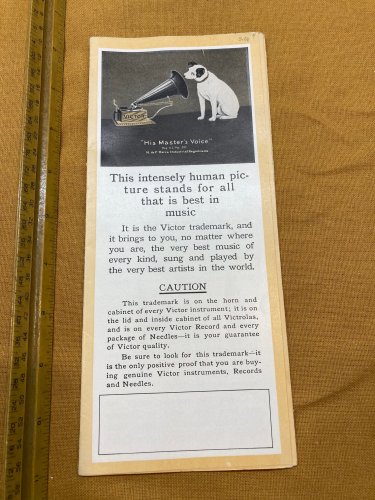 VICTOR
"His Master's Voice"
This intensely human pic-
ture stands for all
that is best in
music
It is the Victor trademark, and
it brings to you, no matter where
you are, the very best music of
every kind, sung and played by
the very best artists in the world.
CAUTION
This trademark is on the horn and
cabinet of every Victor instrument; it is on
the lid and inside cabinet of all Victrolas,
and is on every Victor Record and every
package of Needles—it is your guarantee
of Victor quality.
Be sure to look for this trademark—it
is the only positive proof that you are buy-
ing genuine Victor instruments, Records
and Needles.